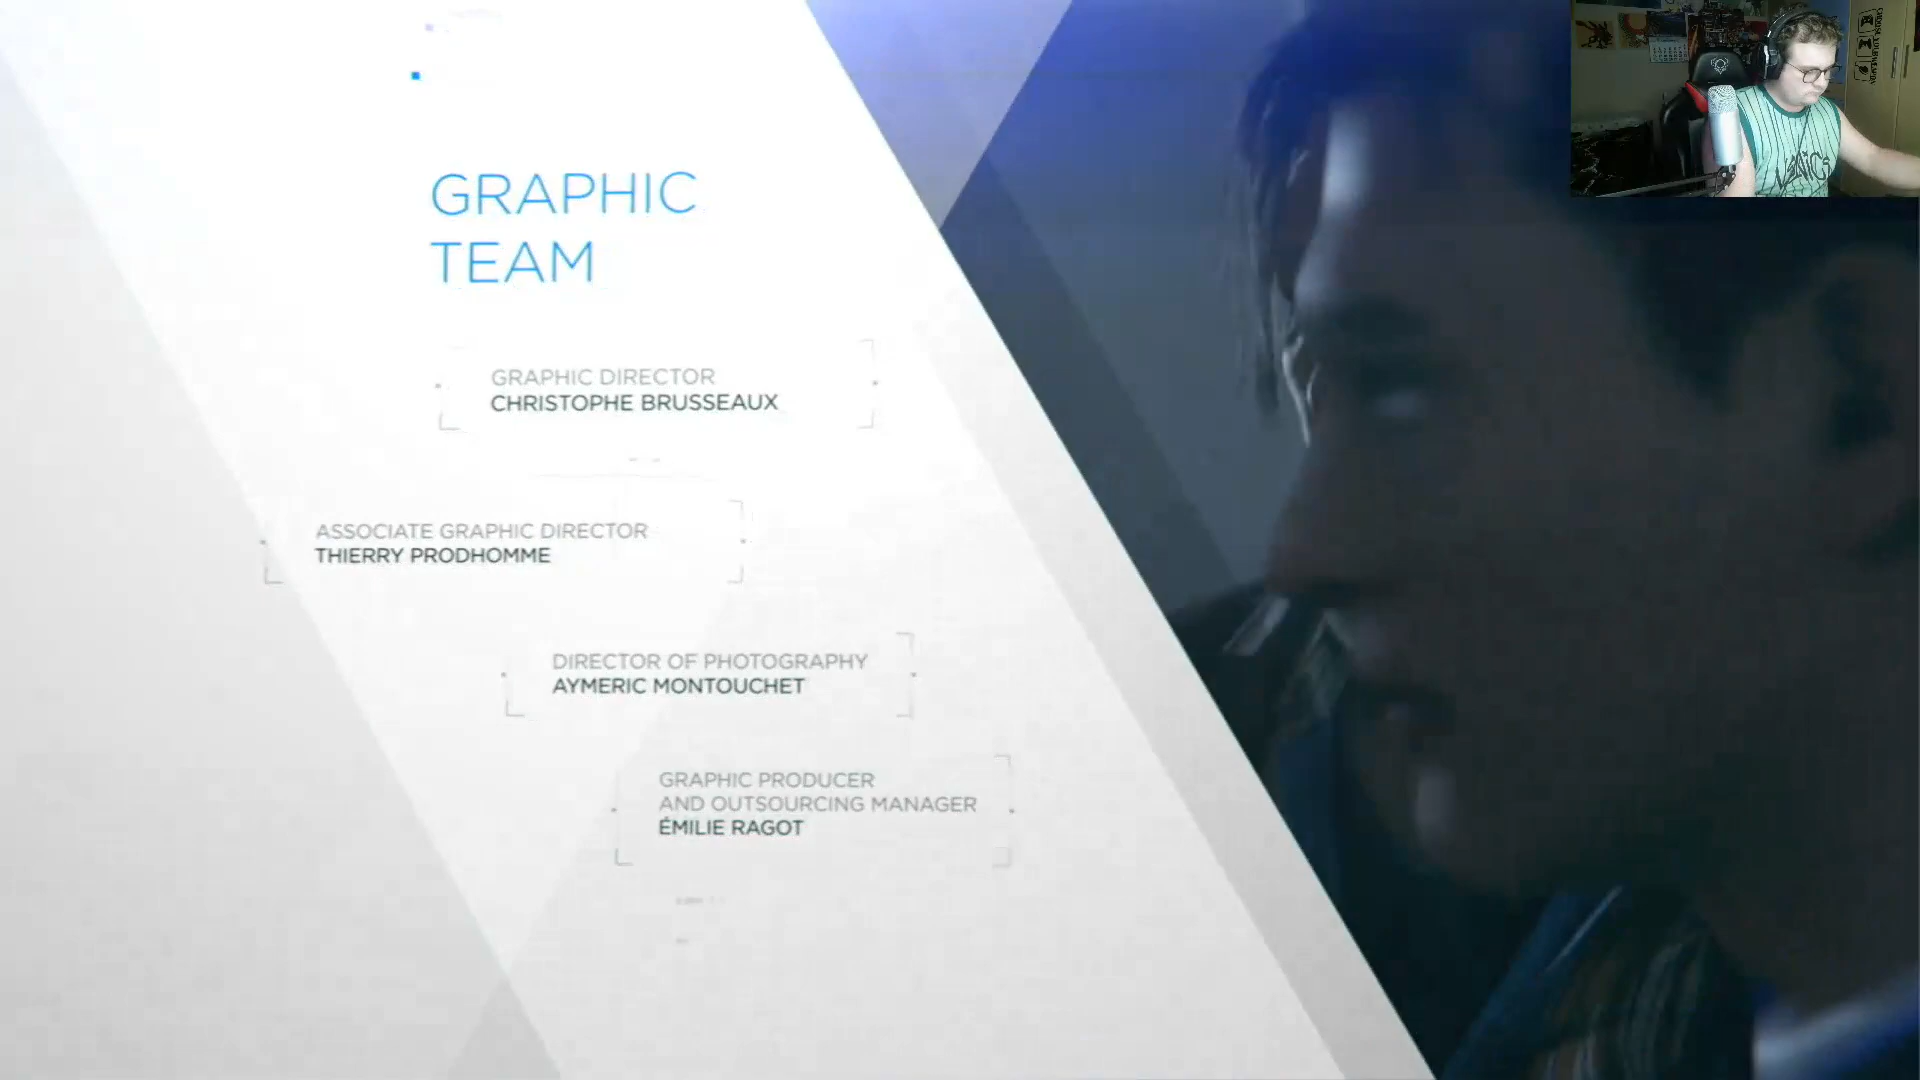 GRAPHIC
TEAM
GRAPHIC DIRECTOR
CHRISTOPHE BRUSSEAUX
ASSOCIATE GRAPHIC DIRECTOR
THIERRY PRODHOMME
DIRECTOR OF PHOTOGRAPHY
AYMERIC MONTOUCHET
GRAPHIC PRODUCER
AND OUTSOURCING MANAGER
ÉMILIE RAGOT